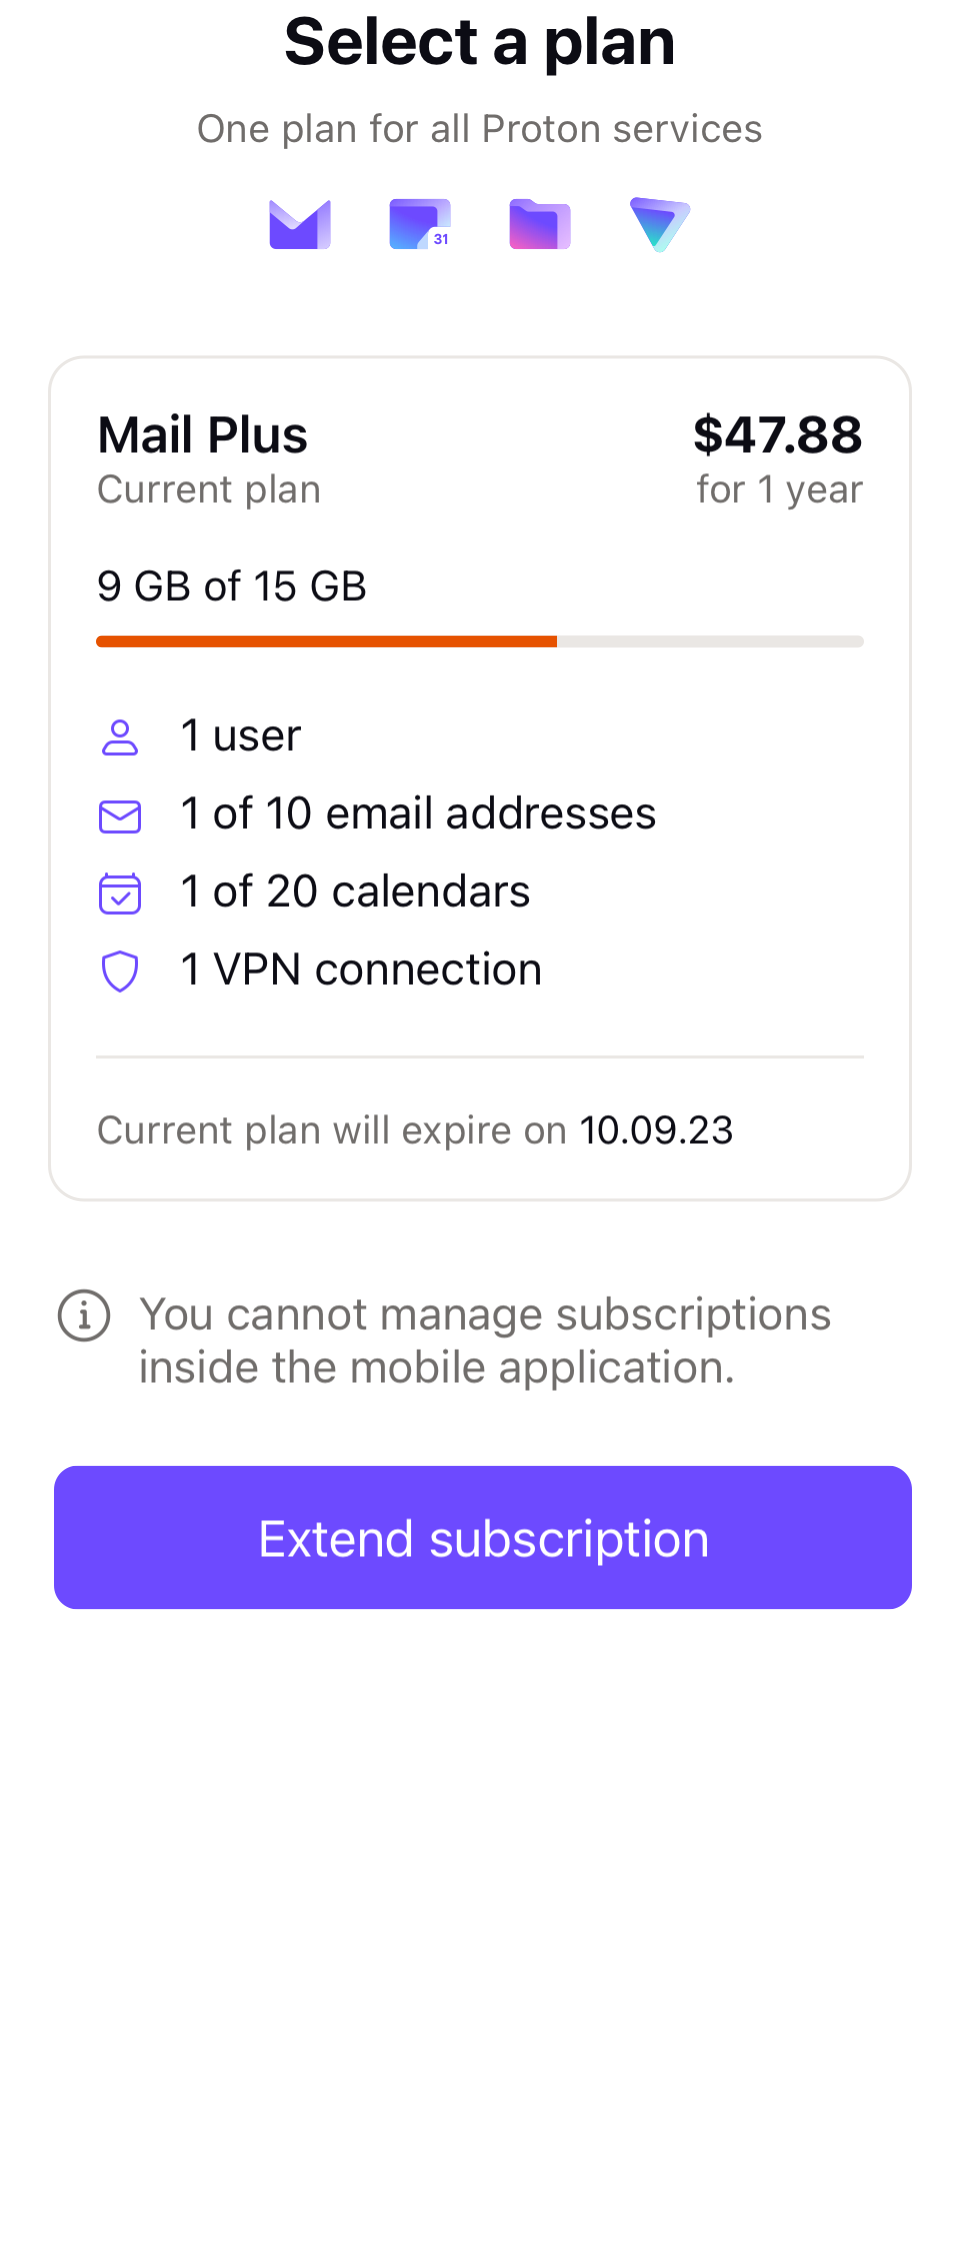 Select a plan
One plan for all Proton services
31
Mail Plus
$47.88
Current plan
for 1 year
9 GB of 15 GB
1 user
1 of 10 email addresses
1 of 20 calendars
1 VPN connection
Current plan will expire on 10.09.23
You cannot manage subscriptions
inside the mobile application.
Extend subscription